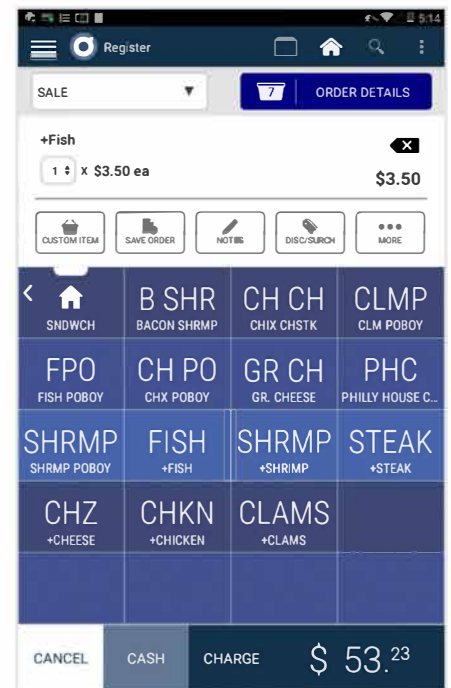 5:14
Register
SALE
7
ORDER DETAILS
+Fish
1 x $3.50 ea
$3.50
CUSTOM ITEM
SAVE ORDER
NOTES
DISC/SURCH
MORE
SNDWCH
B SHR
BACON SHRMP
CH CH
CHIX CHSTK
CLMP
CLM POBOY
FPO
FISH POBOY
CH PO
CHX POBOY
GR CH
GR. CHEESE
PHC
PHILLY HOUSE C...
SHRMP
SHRMP POBOY
FISH
+FISH
SHRMP
+SHRIMP
STEAK
+STEAK
CHZ
+CHEESE
CHKN
+CHICKEN
CLAMS
+CLAMS
CANCEL
CASH
CHARGE
$ 53.23